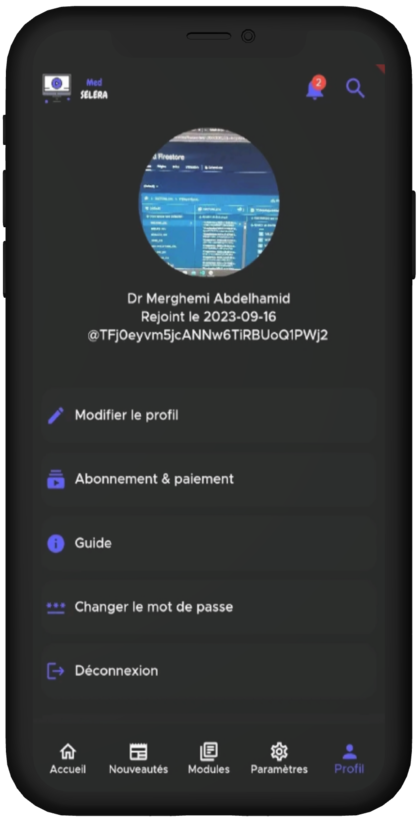 Med
SELERA
2
Firestore
Dr Merghemi Abdelhamid
Rejoint le 2023-09-16
@TFj0eyvm5jcANNw6TiRBUoQ1PWj2
Modifier le profil
Abonnement & paiement
Guide
Changer le mot de passe
Déconnexion
Accueil
Nouveautés
Modules
Paramètres
Profil